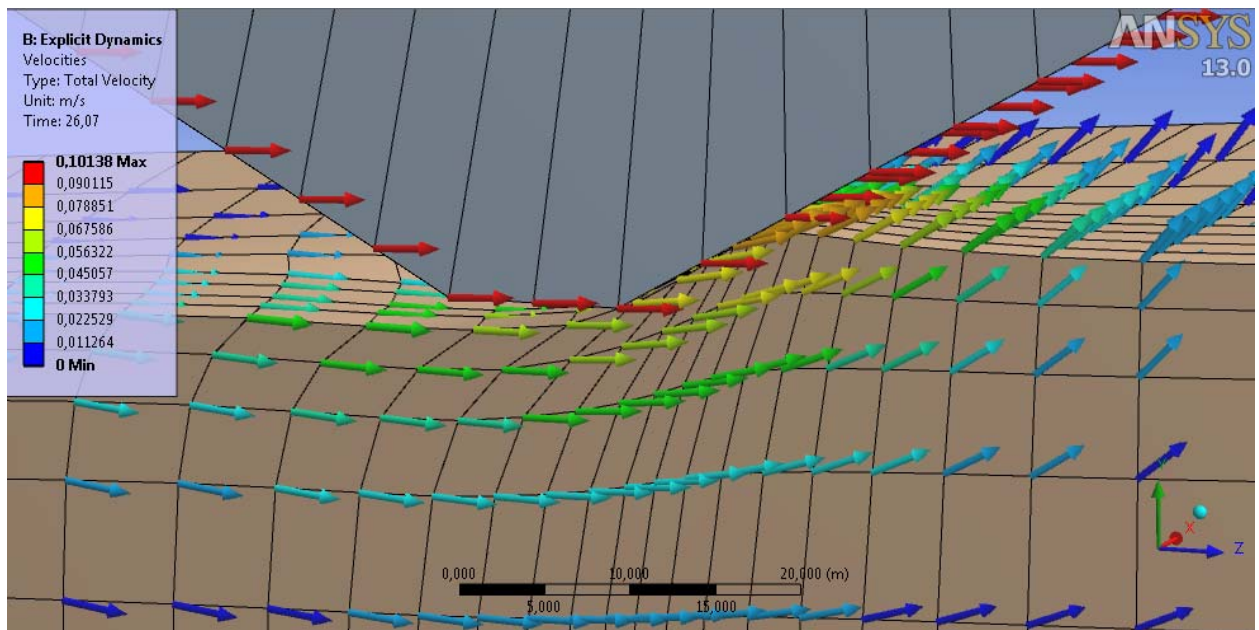 B: Explicit Dynamics
Velocities
Type: Total Velocity
Unit: m/s
Time: 26,07
0,10138 Max
0,090115
0,078851
0,067586
0,056322
0,045057
0,033793
0,022529
0,011264
0 Min
ANSYS
13.0
X
Z
0,000 10,000 20,000 (m)
5,000 15,000